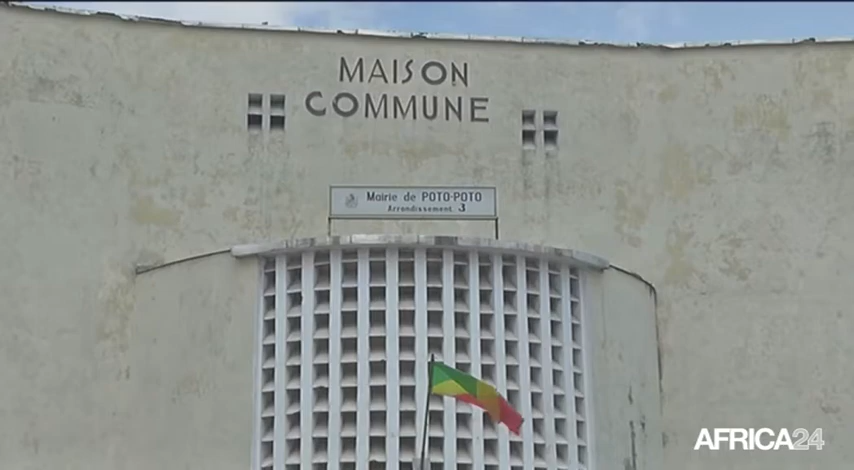 MAISON
COMMUNE
Mairie de POTO-POTO
Arrondissement 3
AFRICA24